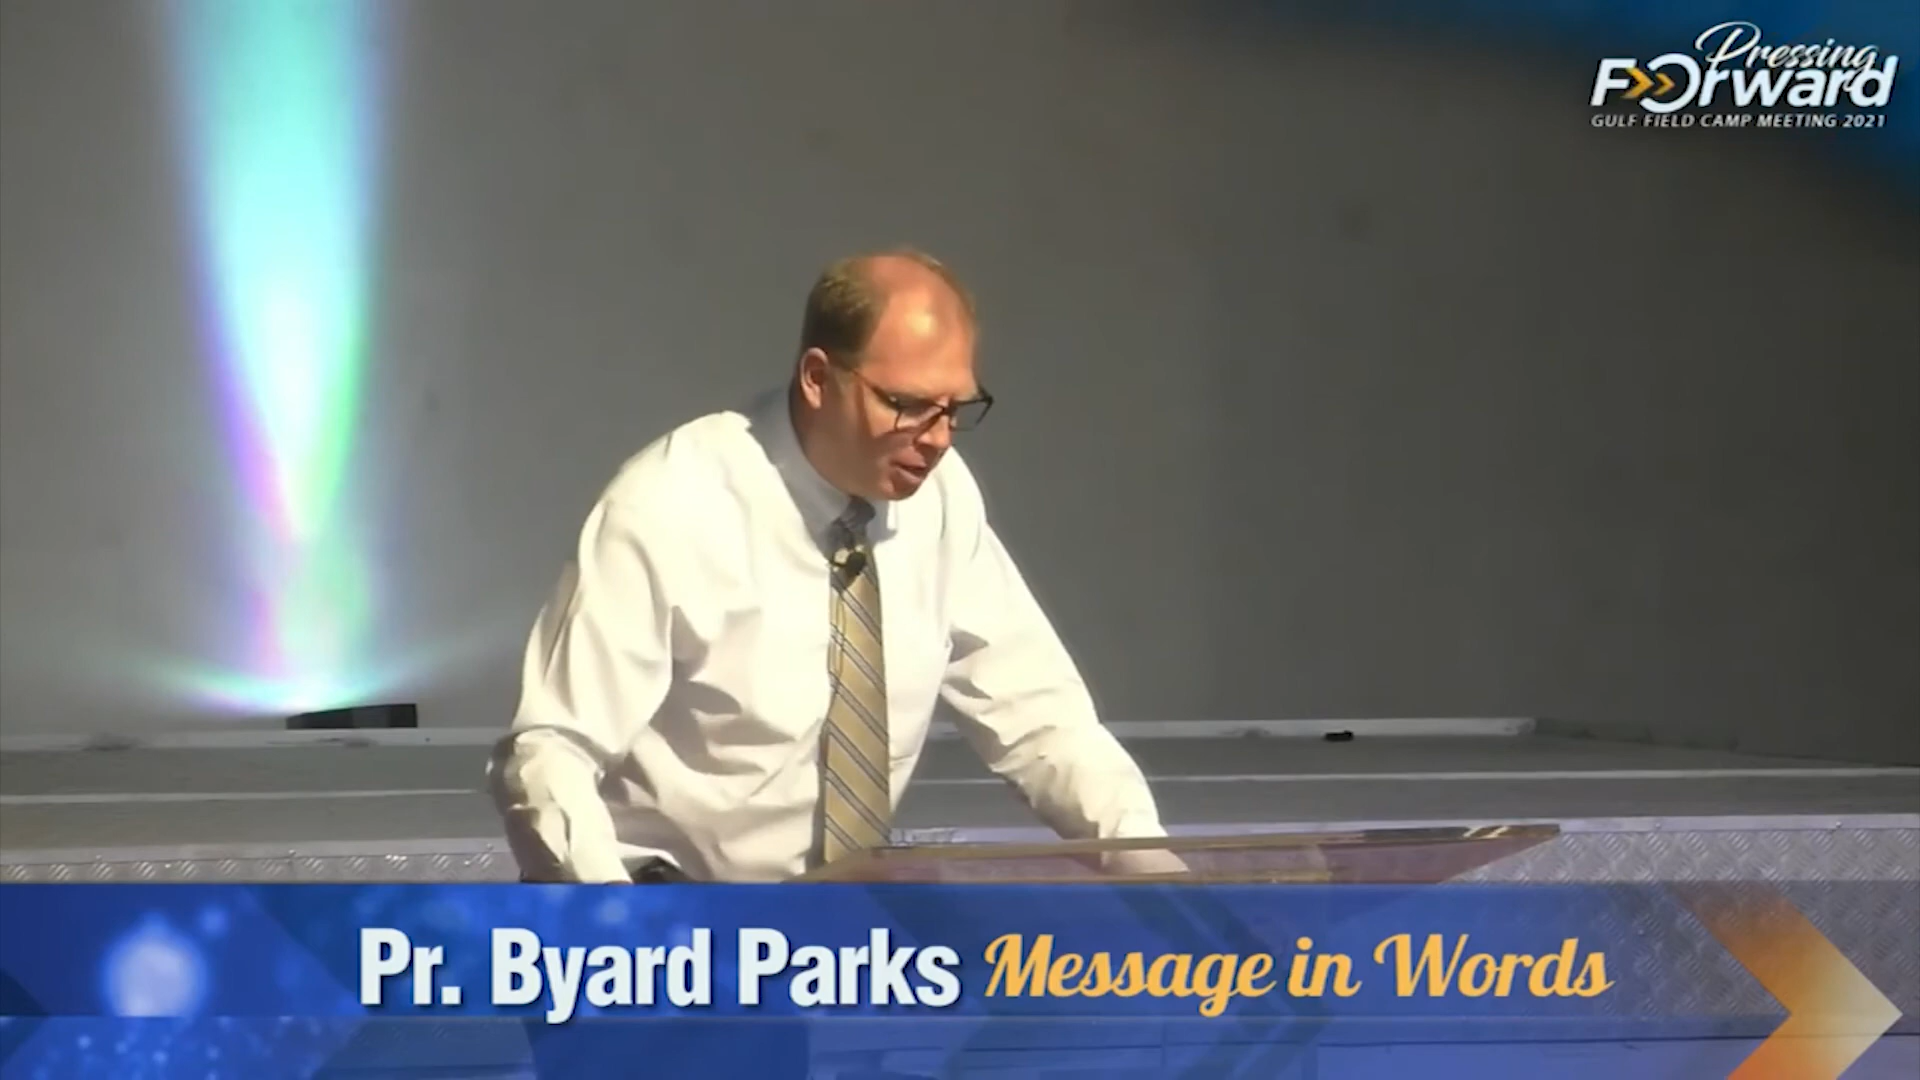 Pressing
FOrward
GULF FIELD CAMP MEETING 2021
Pr. Byard Parks Message in Words